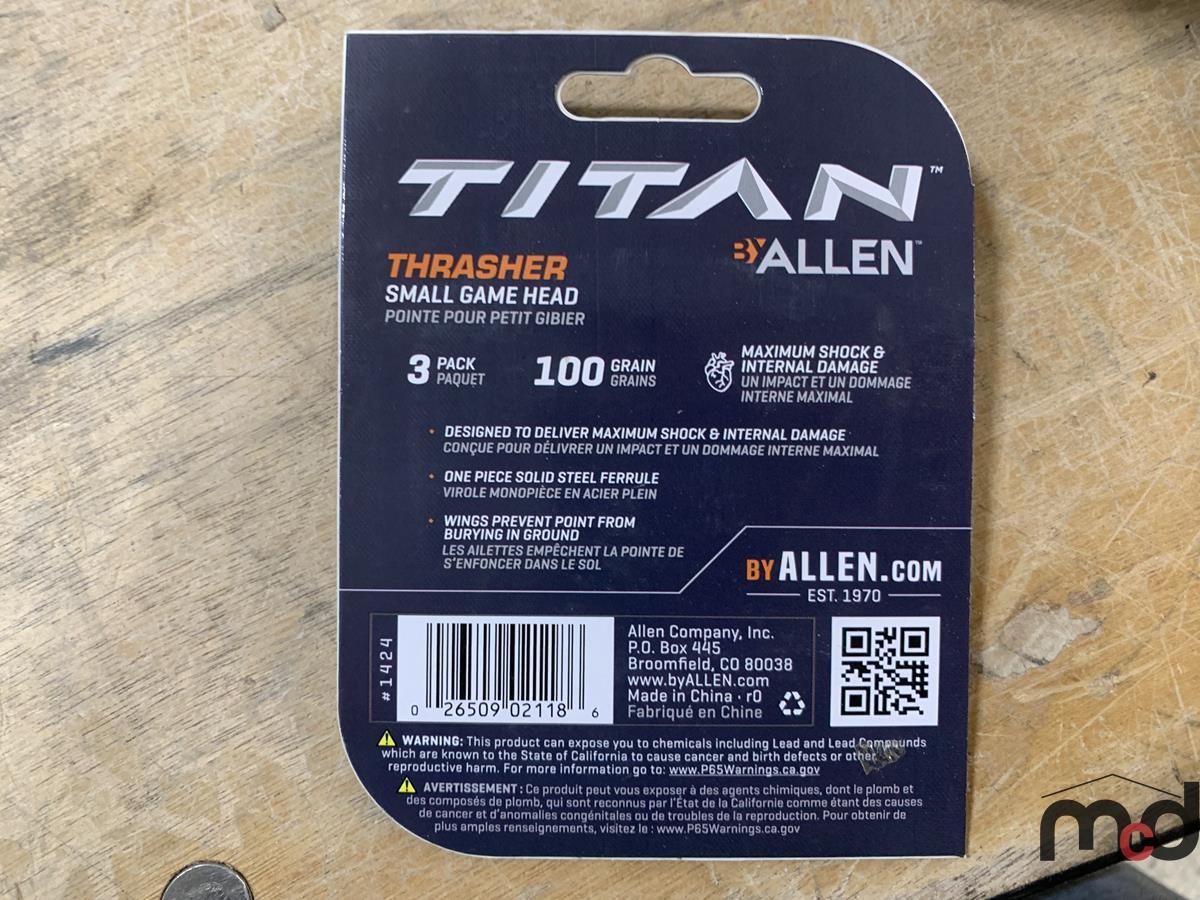 TITAN™
BY ALLEN™
THRASHER
SMALL GAME HEAD
POINTE POUR PETIT GIBIER
3 PACK
PAQUET
100 GRAIN
GRAINS
MAXIMUM SHOCK &
INTERNAL DAMAGE
UN IMPACT ET UN DOMMAGE
INTERNE MAXIMAL
• DESIGNED TO DELIVER MAXIMUM SHOCK & INTERNAL DAMAGE
CONÇUE POUR DÉLIVRER UN IMPACT ET UN DOMMAGE INTERNE MAXIMAL
• ONE PIECE SOLID STEEL FERRULE
VIROLE MONOPIÈCE EN ACIER PLEIN
• WINGS PREVENT POINT FROM
BURYING IN GROUND
LES AILETTES EMPÊCHENT LA POINTE DE
S'ENFONCER DANS LE SOL
BY ALLEN.COM
EST. 1970
#1424
0 26509 02118 6
Allen Company, Inc.
P.O. Box 445
Broomfield, CO 80038
www.byALLEN.com
Made in China · r0
Fabriqué en Chine
WARNING: This product can expose you to chemicals including Lead and Lead Compounds
which are known to the State of California to cause cancer and birth defects or other
reproductive harm. For more information go to: www.P65Warnings.ca.gov
AVERTISSEMENT : Ce produit peut vous exposer à des agents chimiques, dont le plomb et
des composés de plomb, qui sont reconnus par l'État de la Californie comme étant des causes
de cancer et d'anomalies congénitales ou de troubles de la reproduction. Pour obtenir de
plus amples renseignements, visitez le : www.P65Warnings.ca.gov
mcd